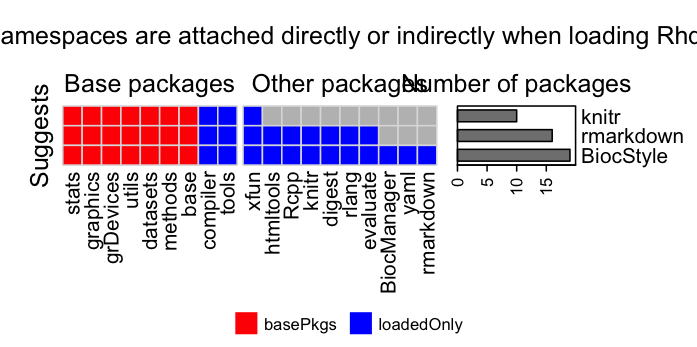 amespaces are attached directly or indirectly when loading Rhd
Base packages
Other packages
Number of packages
Suggests
knitr
rmarkdown
BiocStyle
0
5
10
15
stats
graphics
grDevices
utils
datasets
methods
base
compiler
tools
xfun
htmltools
Rcpp
knitr
digest
rlang
evaluate
BiocManager
yaml
rmarkdown
basePkgs
loadedOnly